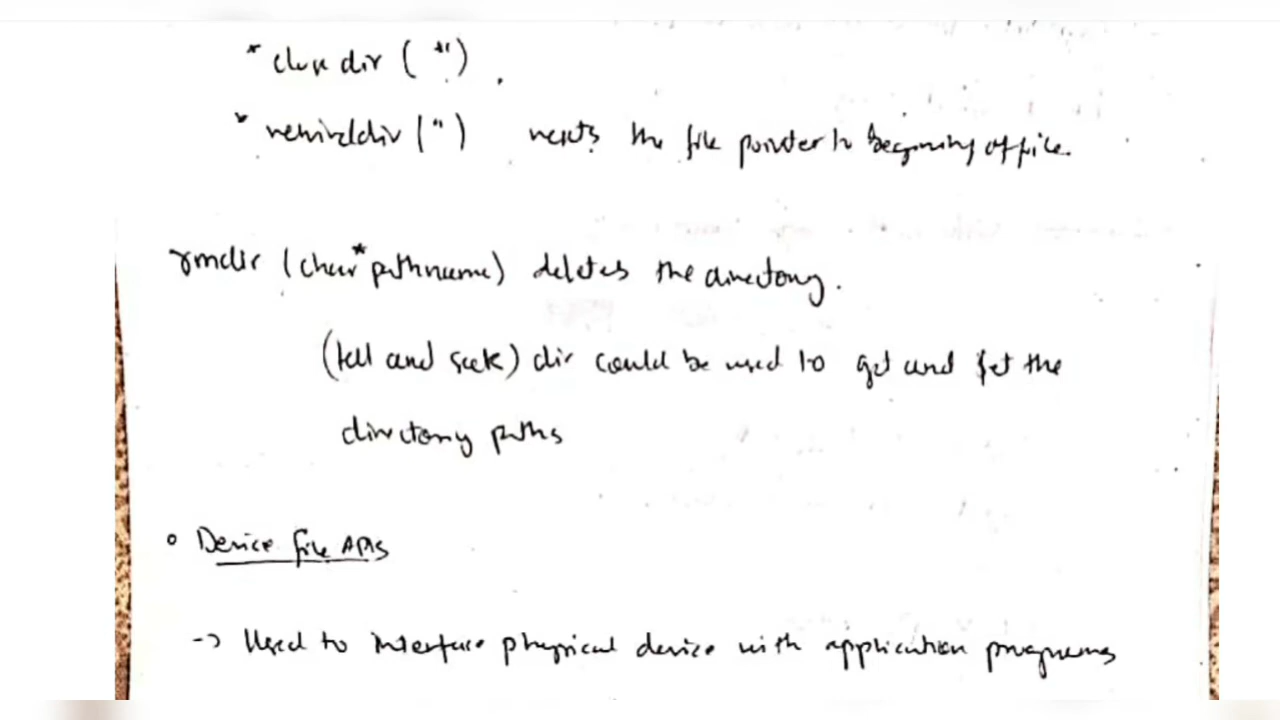 * closedir ( " )
* rewinddir ( " ) resets the file pointer to beginning of file.
rmdir (char* pathname) deletes the directory.
(tell and seek) dir could be used to get and set the
directory paths
° Device file APIs
-> Used to interface physical device with application programs